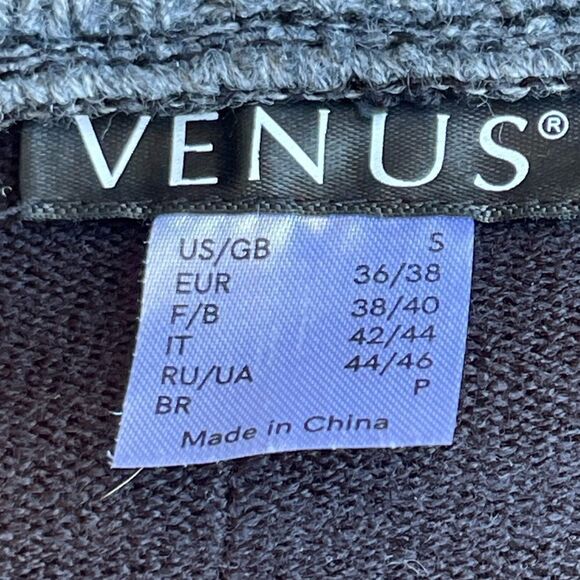 VENUS®
US/GB S
EUR 36/38
F/B 38/40
IT 42/44
RU/UA 44/46
BR P
Made in China